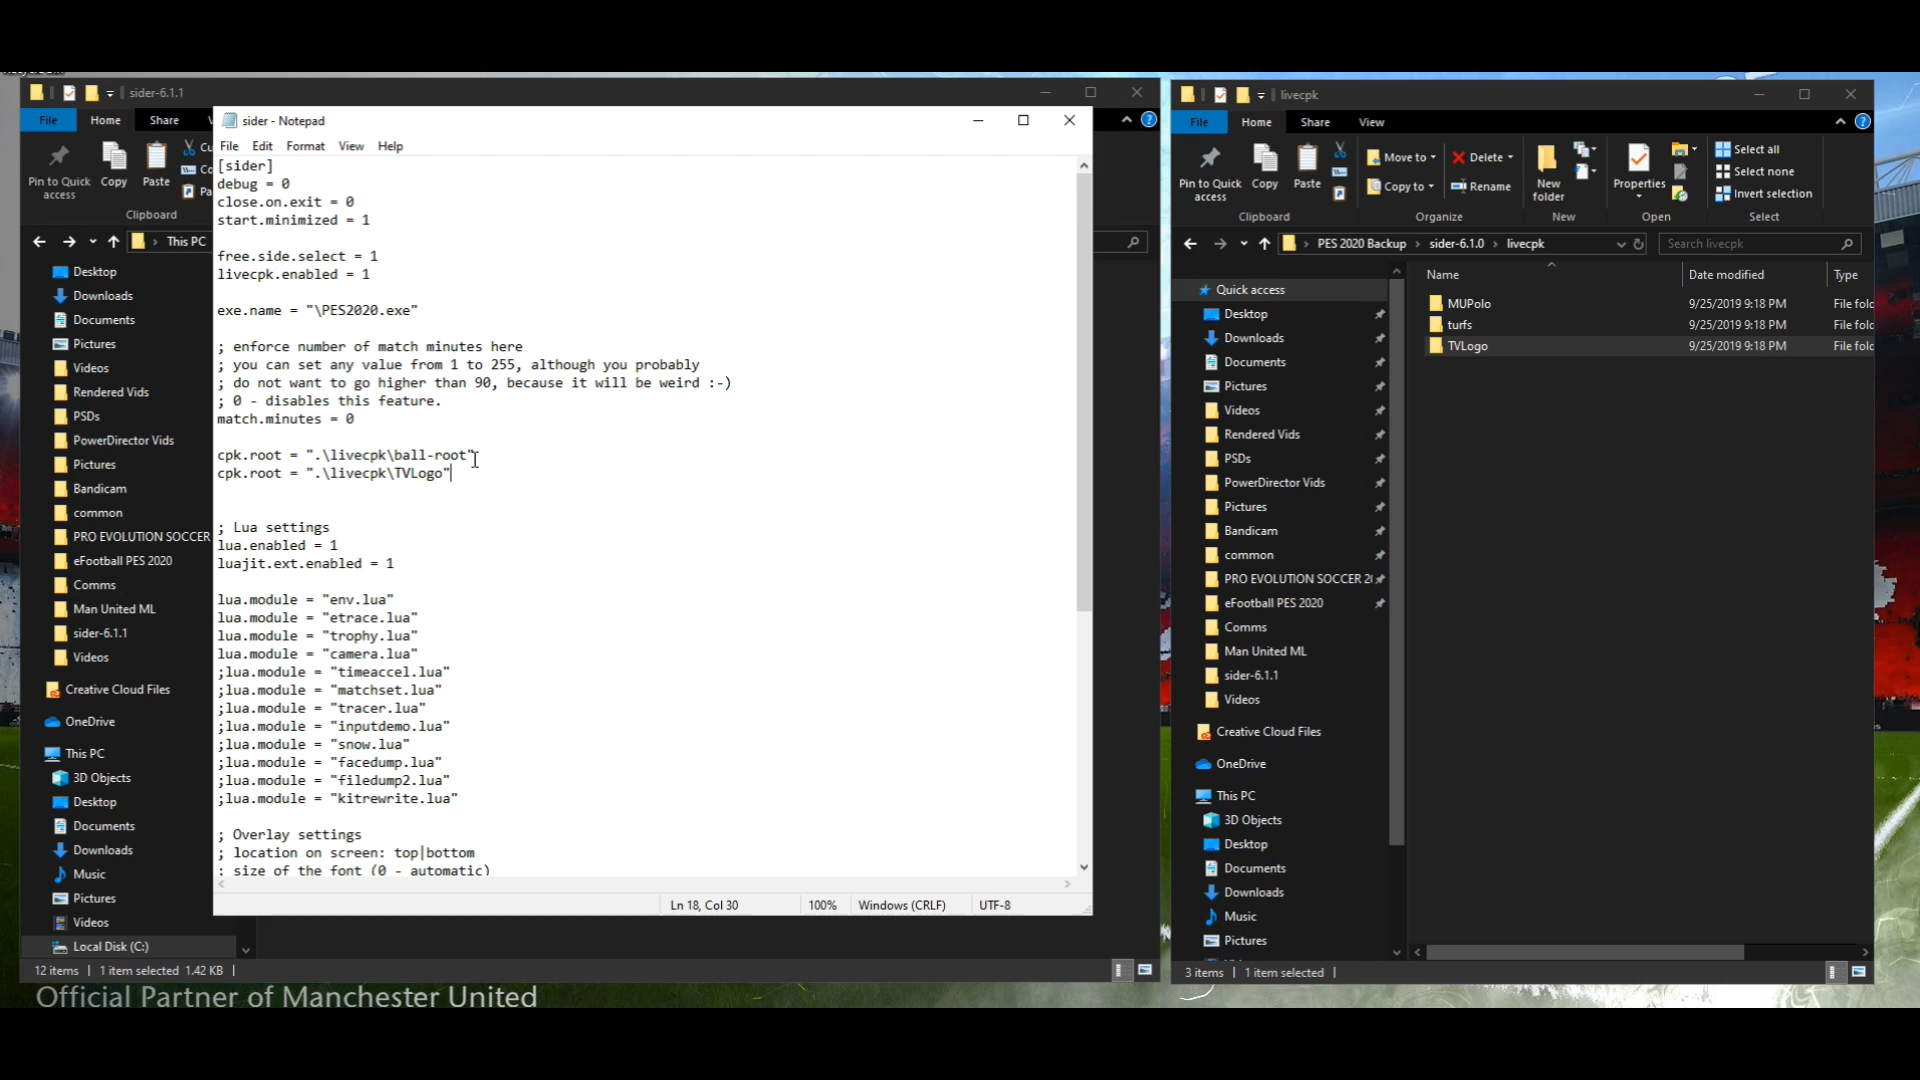 sider-6.1.1
File
Home
Share
Pin to Quick access
Copy
Paste
Clipboard
This PC
Desktop
Downloads
Documents
Pictures
Videos
Rendered Vids
PSDs
PowerDirector Vids
Pictures
Bandicam
common
PRO EVOLUTION SOCCER
eFootball PES 2020
Comms
Man United ML
sider-6.1.1
Videos
Creative Cloud Files
OneDrive
This PC
3D Objects
Desktop
Documents
Downloads
Music
Pictures
Videos
Local Disk (C:)
12 items
1 item selected 1.42 KB
sider - Notepad
File Edit Format View Help
[sider]
debug = 0
close.on.exit = 0
start.minimized = 1
free.side.select = 1
livecpk.enabled = 1
exe.name = "\PES2020.exe"
; enforce number of match minutes here
; you can set any value from 1 to 255, although you probably
; do not want to go higher than 90, because it will be weird :-)
; 0 - disables this feature.
match.minutes = 0
cpk.root = ".\livecpk\ball-root"
cpk.root = ".\livecpk\TVLogo"
; Lua settings
lua.enabled = 1
luajit.ext.enabled = 1
lua.module = "env.lua"
lua.module = "etrace.lua"
lua.module = "trophy.lua"
lua.module = "camera.lua"
;lua.module = "timeaccel.lua"
;lua.module = "matchset.lua"
;lua.module = "tracer.lua"
;lua.module = "inputdemo.lua"
;lua.module = "snow.lua"
;lua.module = "facedump.lua"
;lua.module = "filedump2.lua"
;lua.module = "kitrewrite.lua"
; Overlay settings
; location on screen: top|bottom
; size of the font (0 - automatic)
Ln 18, Col 30
100%
Windows (CRLF)
UTF-8
livecpk
File
Home
Share
View
Pin to Quick access
Copy
Paste
Clipboard
Move to
Copy to
Delete
Rename
Organize
New folder
New
Properties
Open
Select all
Select none
Invert selection
Select
PES 2020 Backup
sider-6.1.0
livecpk
Search livecpk
Name
Date modified
Type
MUPolo 9/25/2019 9:18 PM File fold
turfs 9/25/2019 9:18 PM File fold
TVLogo 9/25/2019 9:18 PM File fold
Quick access
Desktop
Downloads
Documents
Pictures
Videos
Rendered Vids
PSDs
PowerDirector Vids
Pictures
Bandicam
common
PRO EVOLUTION SOCCER 2
eFootball PES 2020
Comms
Man United ML
sider-6.1.1
Videos
Creative Cloud Files
OneDrive
This PC
3D Objects
Desktop
Documents
Downloads
Music
Pictures
3 items
1 item selected
Official Partner of Manchester United